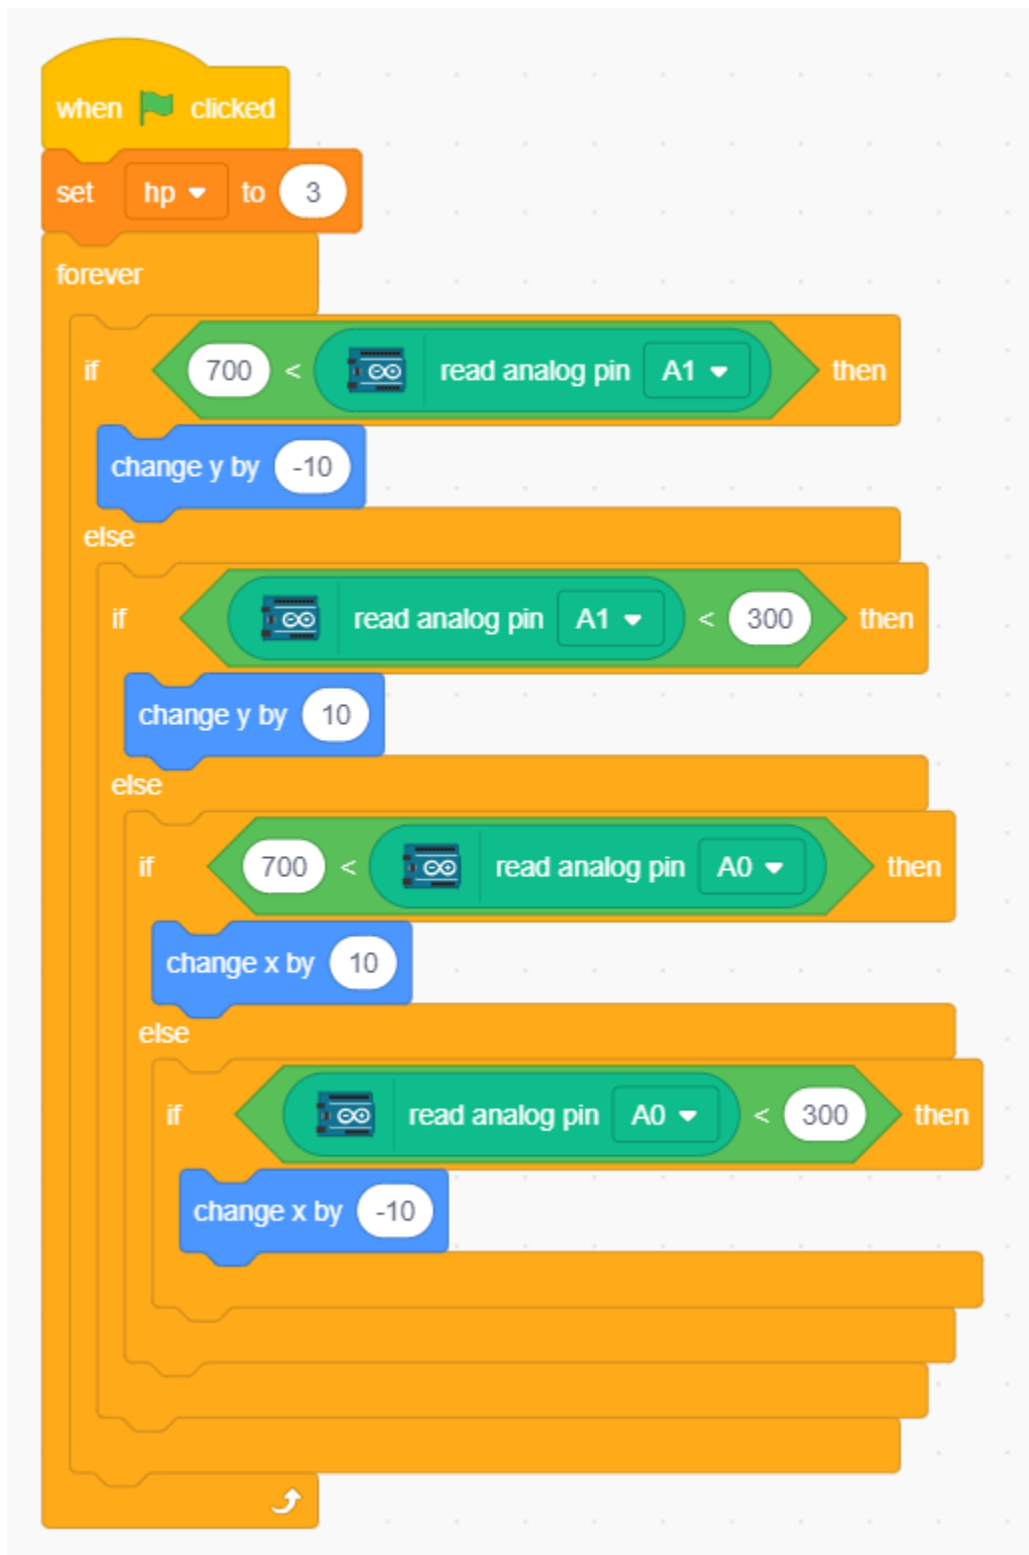 when clicked
set hp to 3
forever
if 700 < read analog pin A1 then
change y by -10
else
if read analog pin A1 < 300 then
change y by 10
else
if 700 < read analog pin A0 then
change x by 10
else
if read analog pin A0 < 300 then
change x by -10